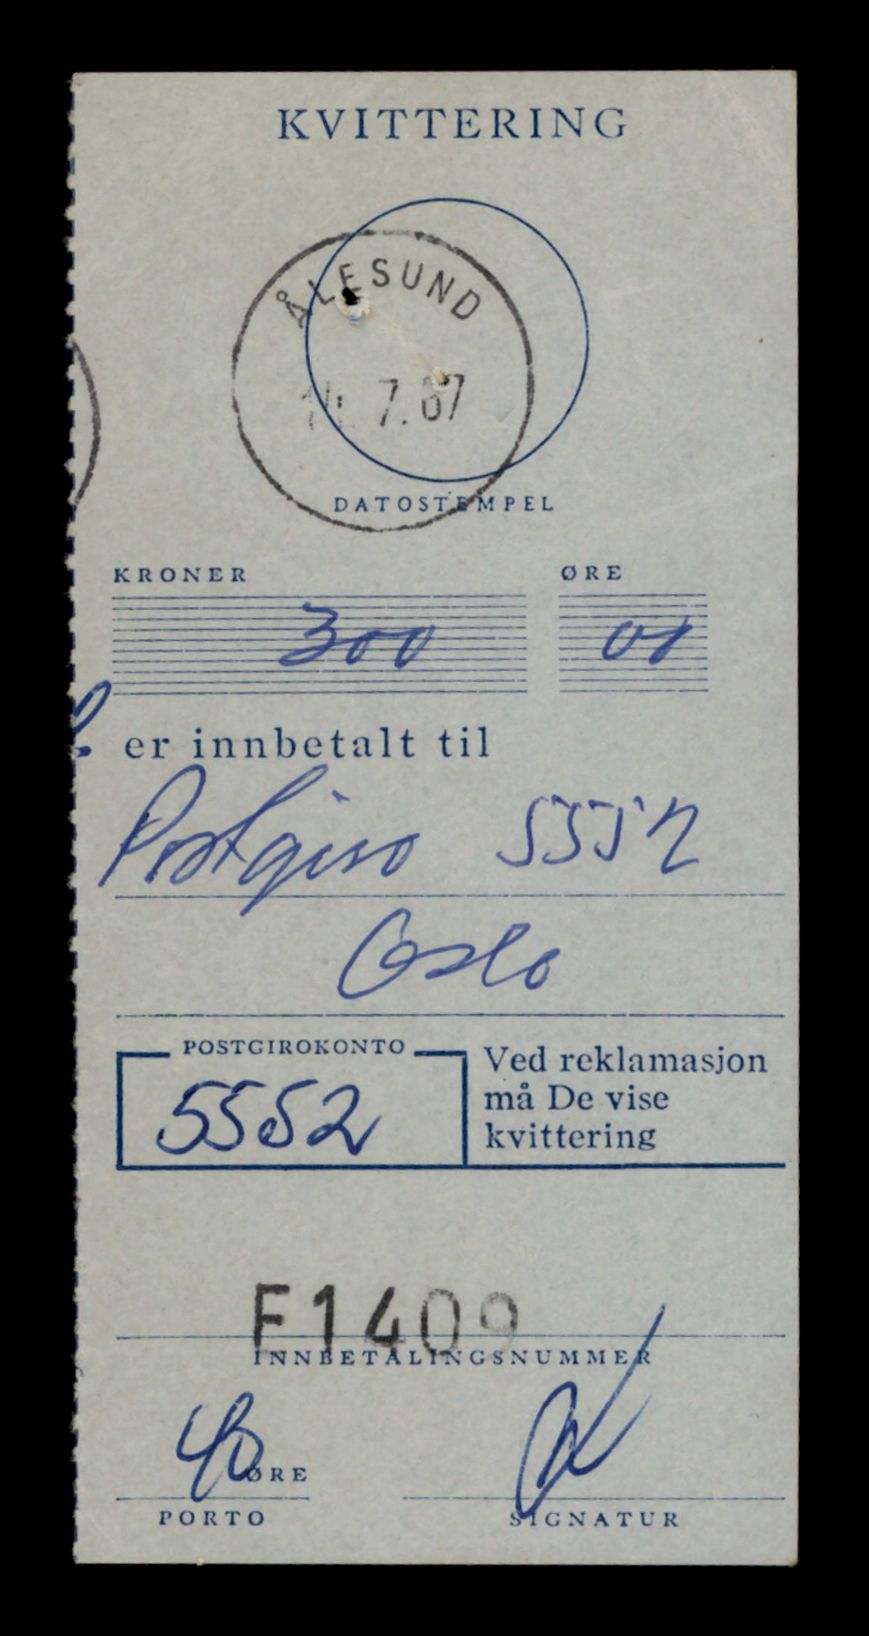 KVITTERING
ÅLESUND
7.67
DATOSTEMPEL
KRONER ØRE
300 00
er innbetalt til
Postgiro 5552
Oslo
POSTGIROKONTO
5552
Ved reklamasjon
må De vise
kvittering
F1409
INNBETALINGSNUMMER
40 ØRE
PORTO SIGNATUR